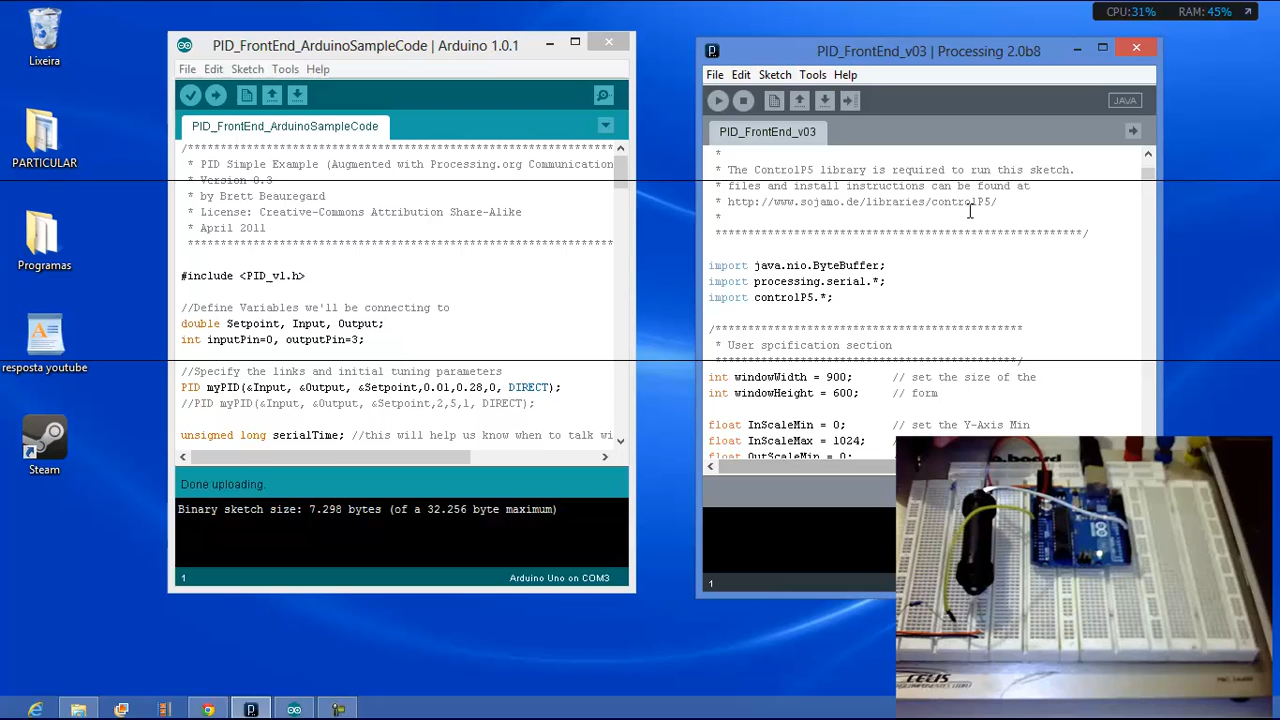 CPU:31% RAM: 45%
Lixeira
PARTICULAR
Programas
resposta youtube
Steam
PID_FrontEnd_ArduinoSampleCode | Arduino 1.0.1
File Edit Sketch Tools Help
PID_FrontEnd_ArduinoSampleCode
/*****************************************************************
* PID Simple Example (Augmented with Processing.org Communication
* Version 0.3
* by Brett Beauregard
* License: Creative-Commons Attribution Share-Alike
* April 2011
*****************************************************************
#include <PID_v1.h>
//Define Variables we'll be connecting to
double Setpoint, Input, Output;
int inputPin=0, outputPin=3;
//Specify the links and initial tuning parameters
PID myPID(&Input, &Output, &Setpoint,0.01,0.28,0, DIRECT);
//PID myPID(&Input, &Output, &Setpoint,2,5,1, DIRECT);
unsigned long serialTime; //this will help us know when to talk wi
Done uploading.
Binary sketch size: 7.298 bytes (of a 32.256 byte maximum)
1 Arduino Uno on COM3
PID_FrontEnd_v03 | Processing 2.0b8
File Edit Sketch Tools Help
JAVA
PID_FrontEnd_v03
*
* The ControlP5 library is required to run this sketch.
* files and install instructions can be found at
* http://www.sojamo.de/libraries/controlP5/
*
********************************************************/
import java.nio.ByteBuffer;
import processing.serial.*;
import controlP5.*;
/***********************************************
* User spcification section
**********************************************/
int windowWidth = 900; // set the size of the
int windowHeight = 600; // form
float InScaleMin = 0; // set the Y-Axis Min
float InScaleMax = 1024;
float OutScaleMin = 0;
1
CELIS